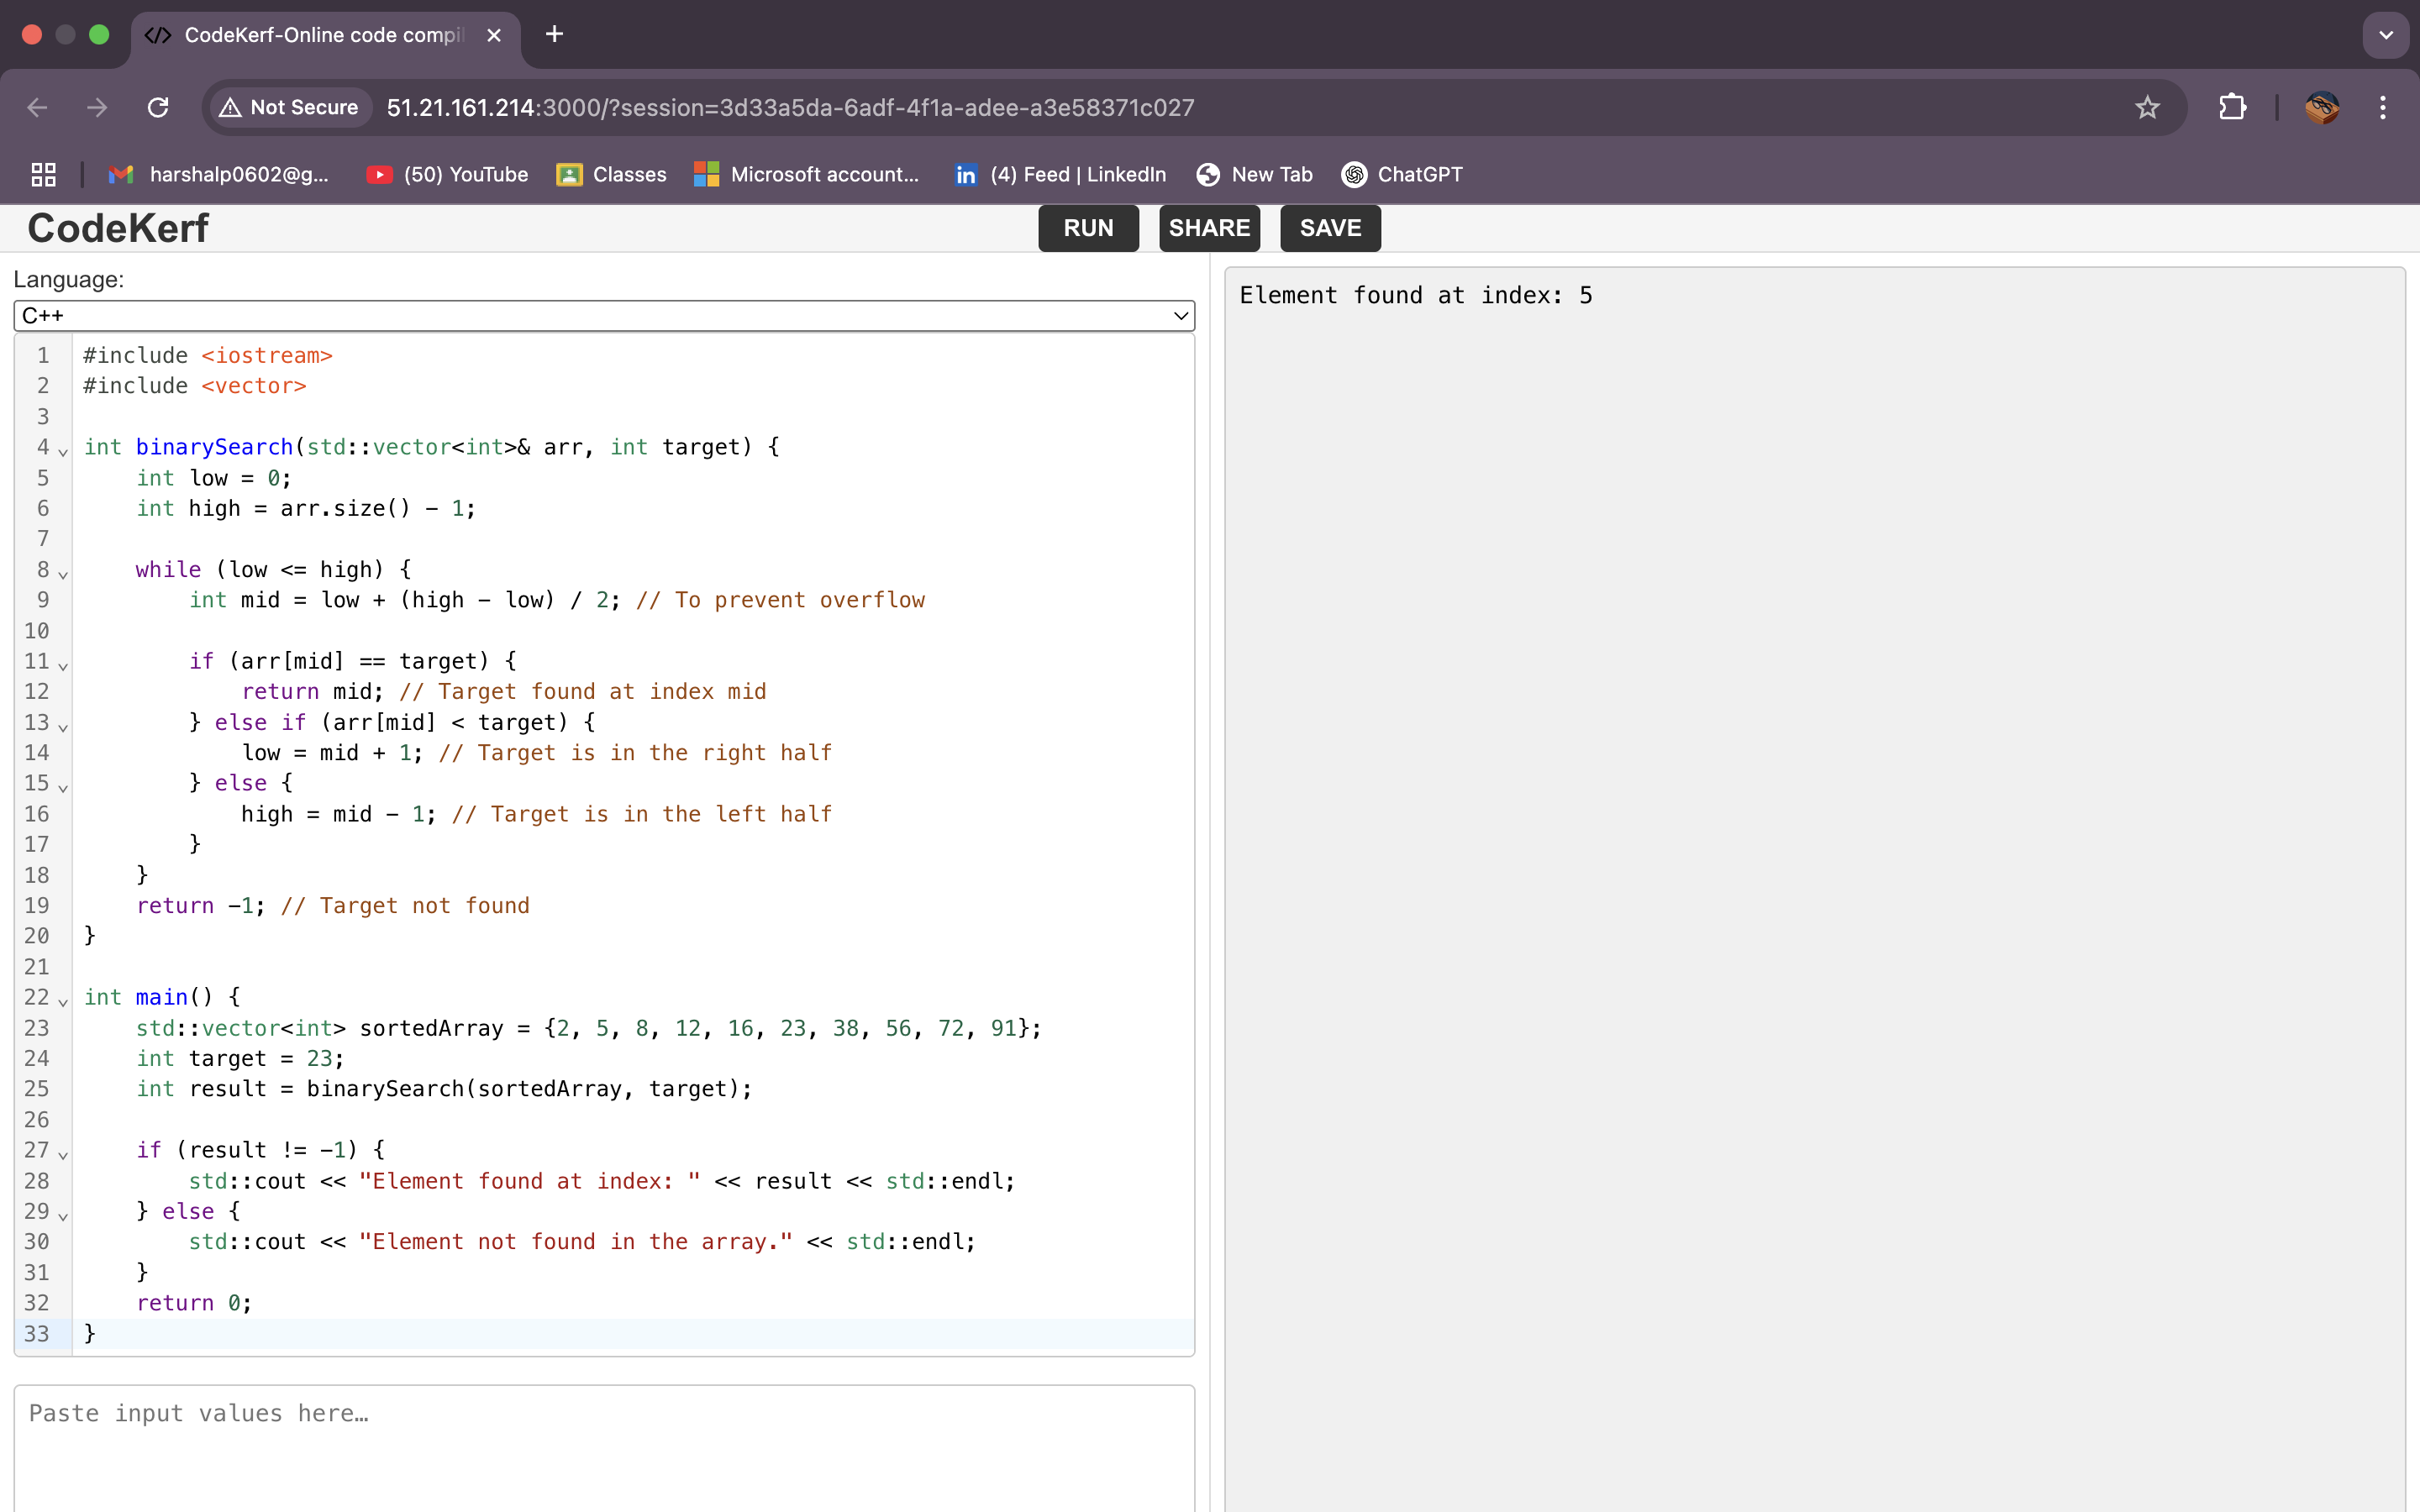 CodeKerf-Online code compil
Not Secure 51.21.161.214:3000/?session=3d33a5da-6adf-4f1a-adee-a3e58371c027
harshalp0602@g... (50) YouTube Classes Microsoft account... (4) Feed | LinkedIn New Tab ChatGPT
CodeKerf RUN SHARE SAVE
Language:
C++
1 #include <iostream>
2 #include <vector>
3
4 int binarySearch(std::vector<int>& arr, int target) {
5     int low = 0;
6     int high = arr.size() - 1;
7
8     while (low <= high) {
9         int mid = low + (high - low) / 2; // To prevent overflow
10
11         if (arr[mid] == target) {
12             return mid; // Target found at index mid
13         } else if (arr[mid] < target) {
14             low = mid + 1; // Target is in the right half
15         } else {
16             high = mid - 1; // Target is in the left half
17         }
18     }
19     return -1; // Target not found
20 }
21
22 int main() {
23     std::vector<int> sortedArray = {2, 5, 8, 12, 16, 23, 38, 56, 72, 91};
24     int target = 23;
25     int result = binarySearch(sortedArray, target);
26
27     if (result != -1) {
28         std::cout << "Element found at index: " << result << std::endl;
29     } else {
30         std::cout << "Element not found in the array." << std::endl;
31     }
32     return 0;
33 }
Paste input values here…
Element found at index: 5